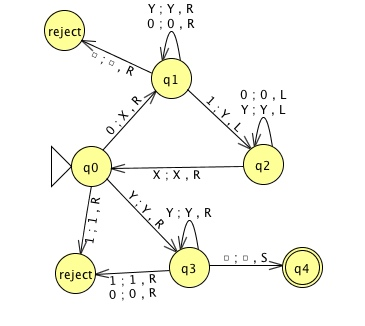 Y ; Y , R
0 ; 0 , R
reject
□ ; □ , R
q1
0 ; X , R
1 ; Y , L
0 ; 0 , L
Y ; Y , L
q0
q2
X ; X , R
1 ; 1 , R
Y ; Y , R
Y ; Y , R
reject
1 ; 1 , R
0 ; 0 , R
q3
□ ; □ , S
q4